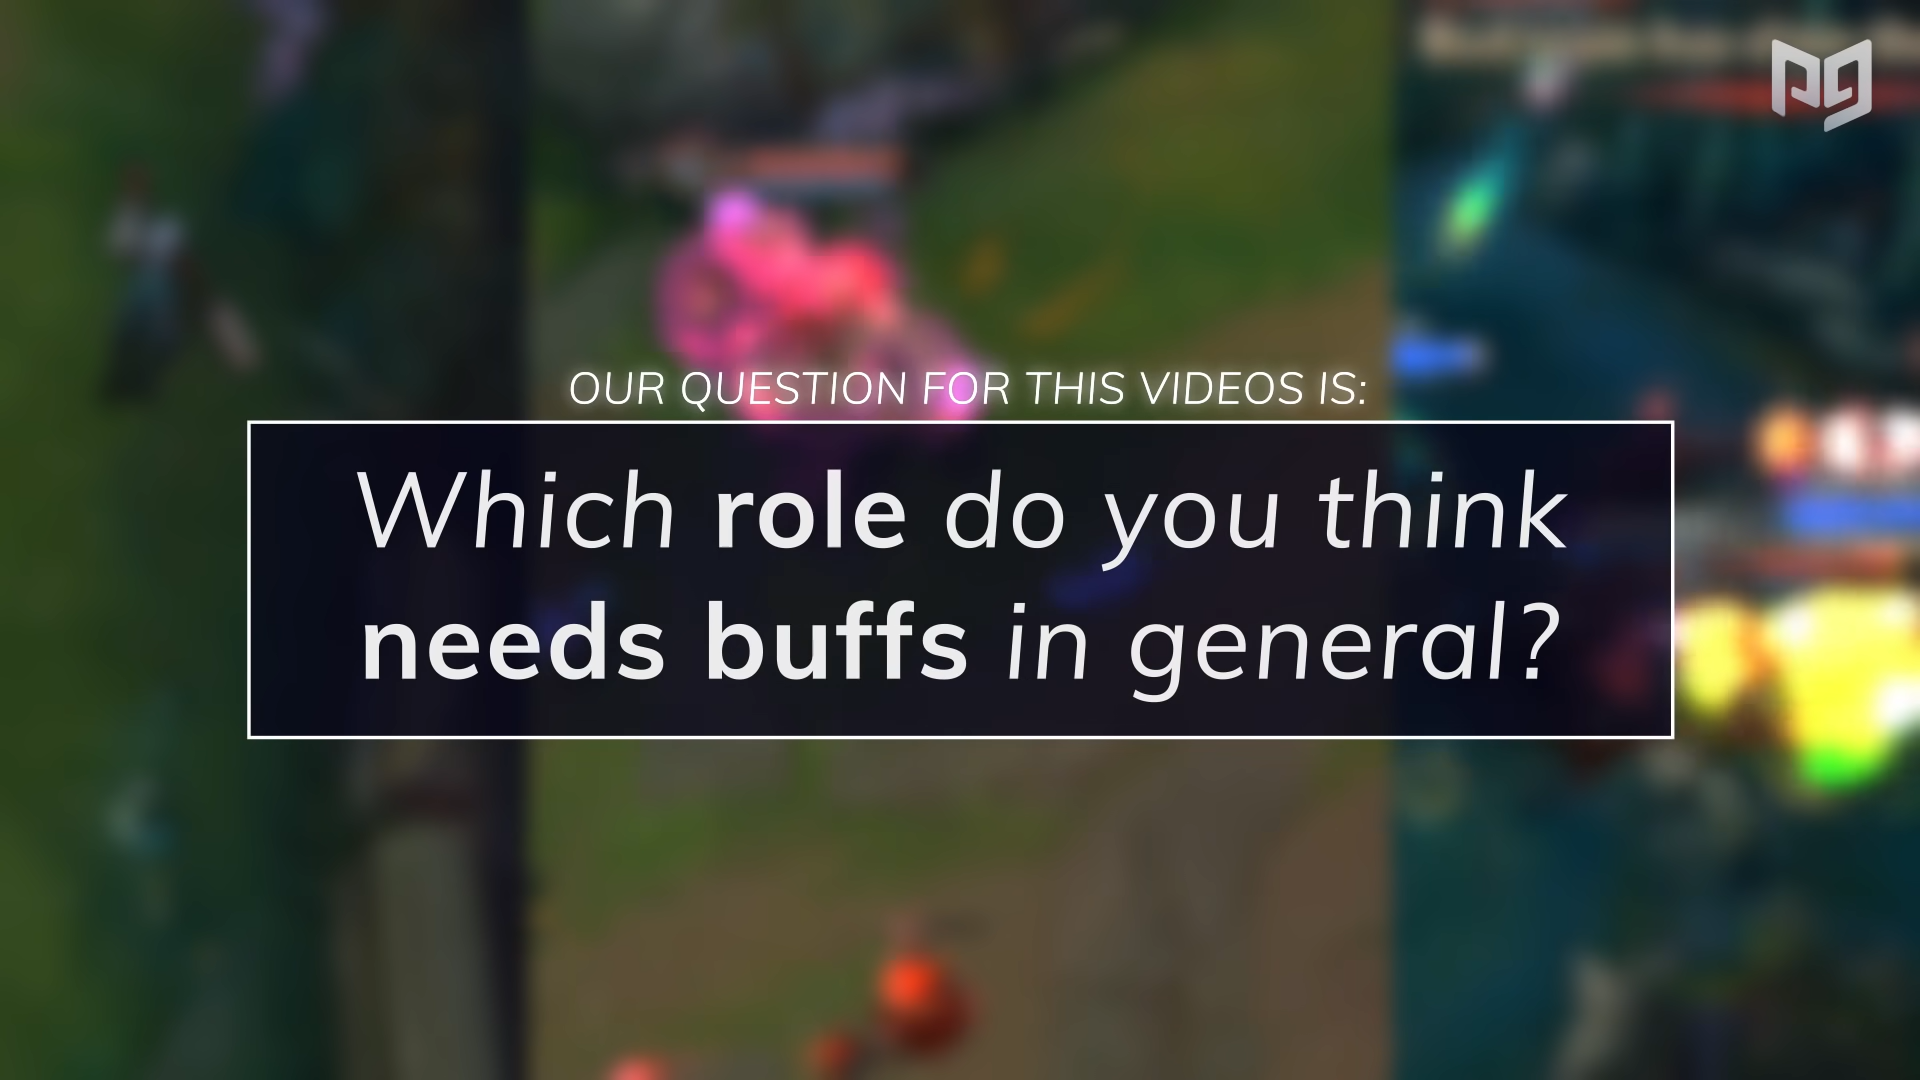 OUR QUESTION FOR THIS VIDEOS IS:
Which role do you think
needs buffs in general?